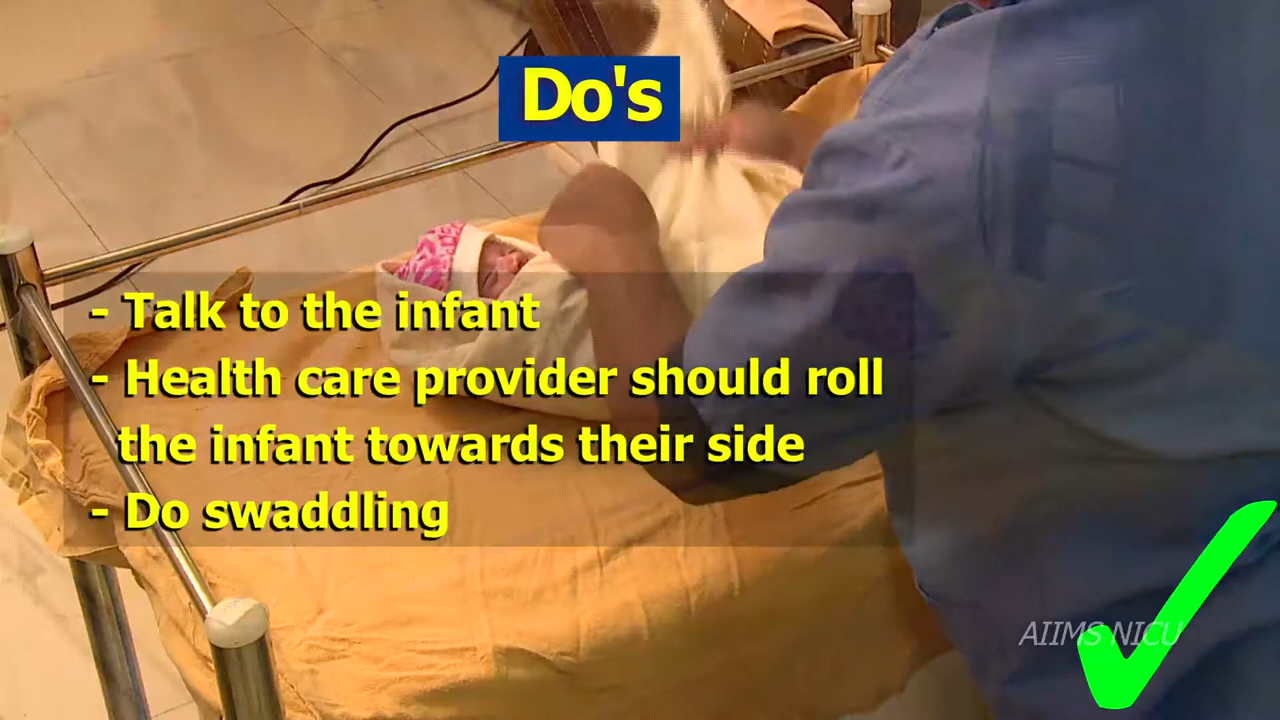 Do's
- Talk to the infant
- Health care provider should roll
the infant towards their side
- Do swaddling
AIIMS NICU